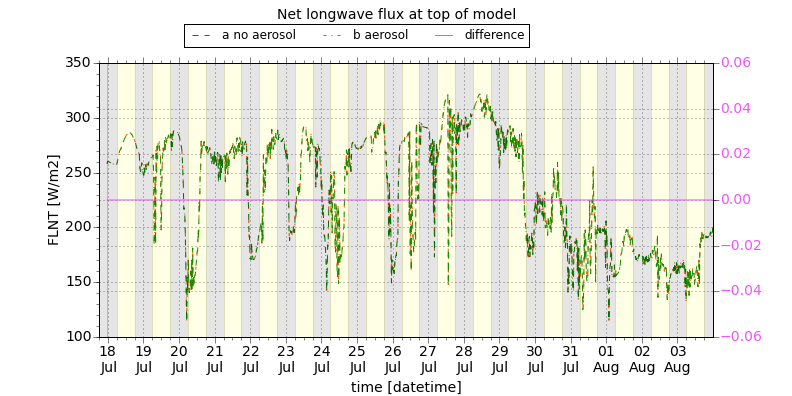 Net longwave flux at top of model
a no aerosol b aerosol difference
350 0.06
300 0.04
0.02
250 0.00
200 −0.02
150 −0.04
100 −0.06
FLNT [W/m2]
18 19 20 21 22 23 24 25 26 27 28 29 30 31 01 02 03
Jul Jul Jul Jul Jul Jul Jul Jul Jul Jul Jul Jul Jul Jul Aug Aug Aug
time [datetime]